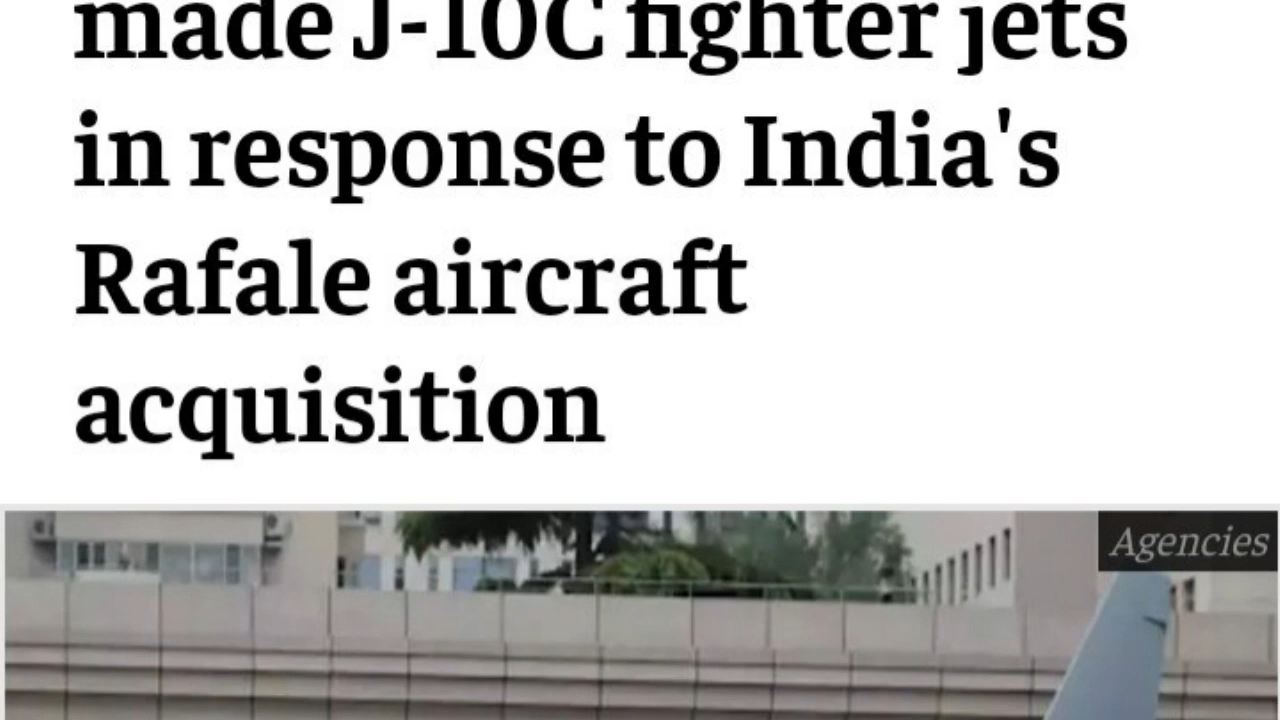 made J-10C fighter jets
in response to India's
Rafale aircraft
acquisition
Agencies